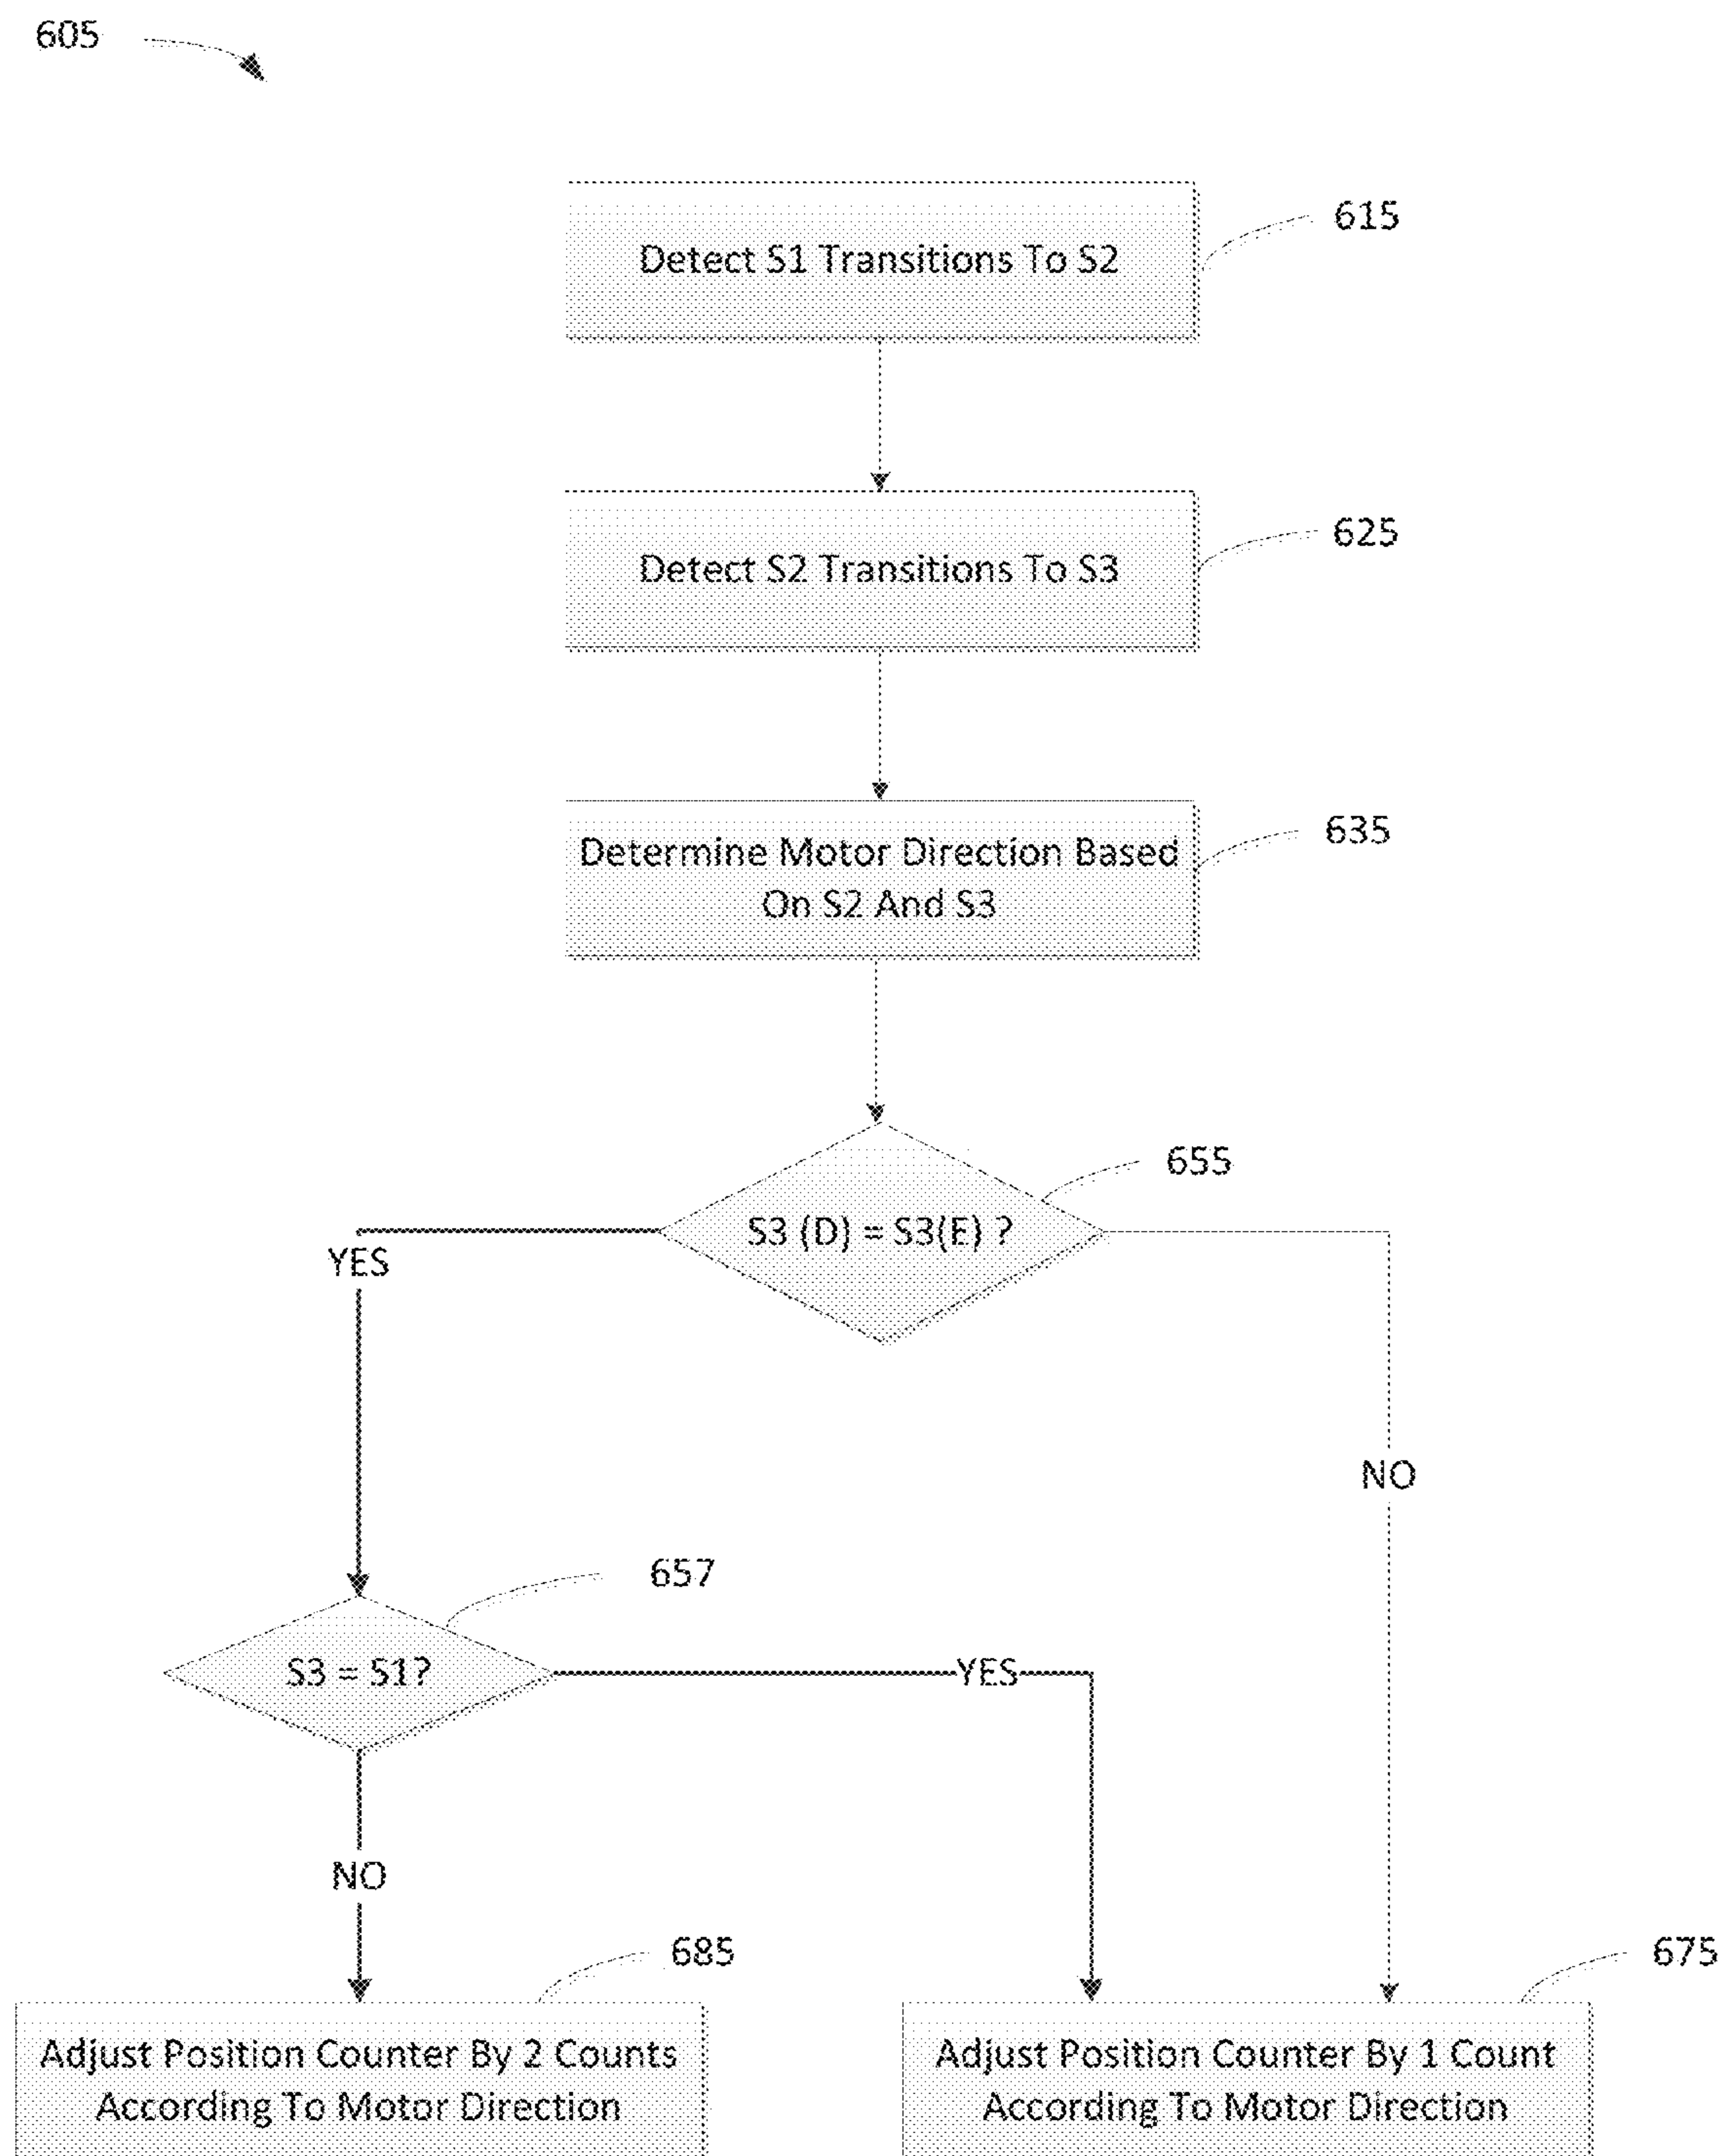 605
615
Detect S1 Transitions To S2
625
Detect S2 Transitions To S3
635
Determine Motor Direction Based
On S2 And S3
655
S3 (D) = S3(E) ?
YES
NO
657
S3 = S1?
YES
NO
685
675
Adjust Position Counter By 2 Counts
According To Motor Direction
Adjust Position Counter By 1 Count
According To Motor Direction